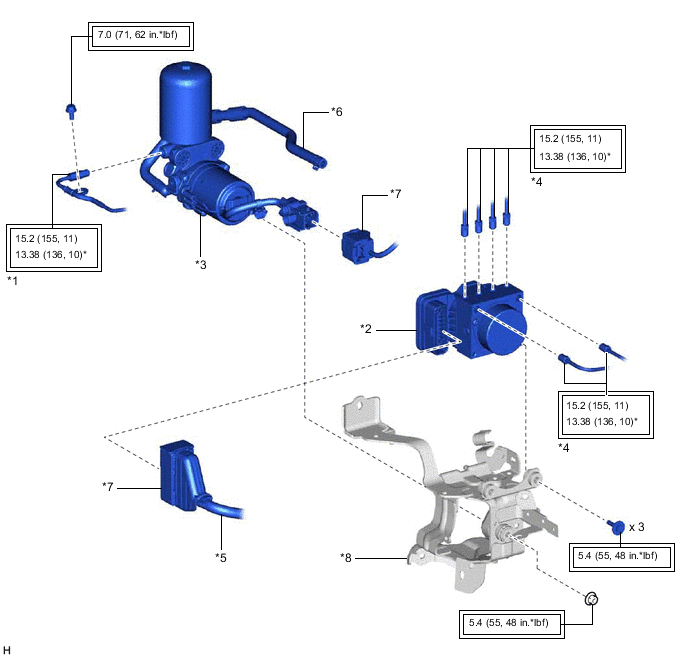 7.0 (71, 62 in.*lbf)
*6
15.2 (155, 11)
13.38 (136, 10)*
*4
*7
15.2 (155, 11)
13.38 (136, 10)*
*1
*3
*2
15.2 (155, 11)
13.38 (136, 10)*
*4
*7
*5
*8
x 3
5.4 (55, 48 in.*lbf)
5.4 (55, 48 in.*lbf)
H